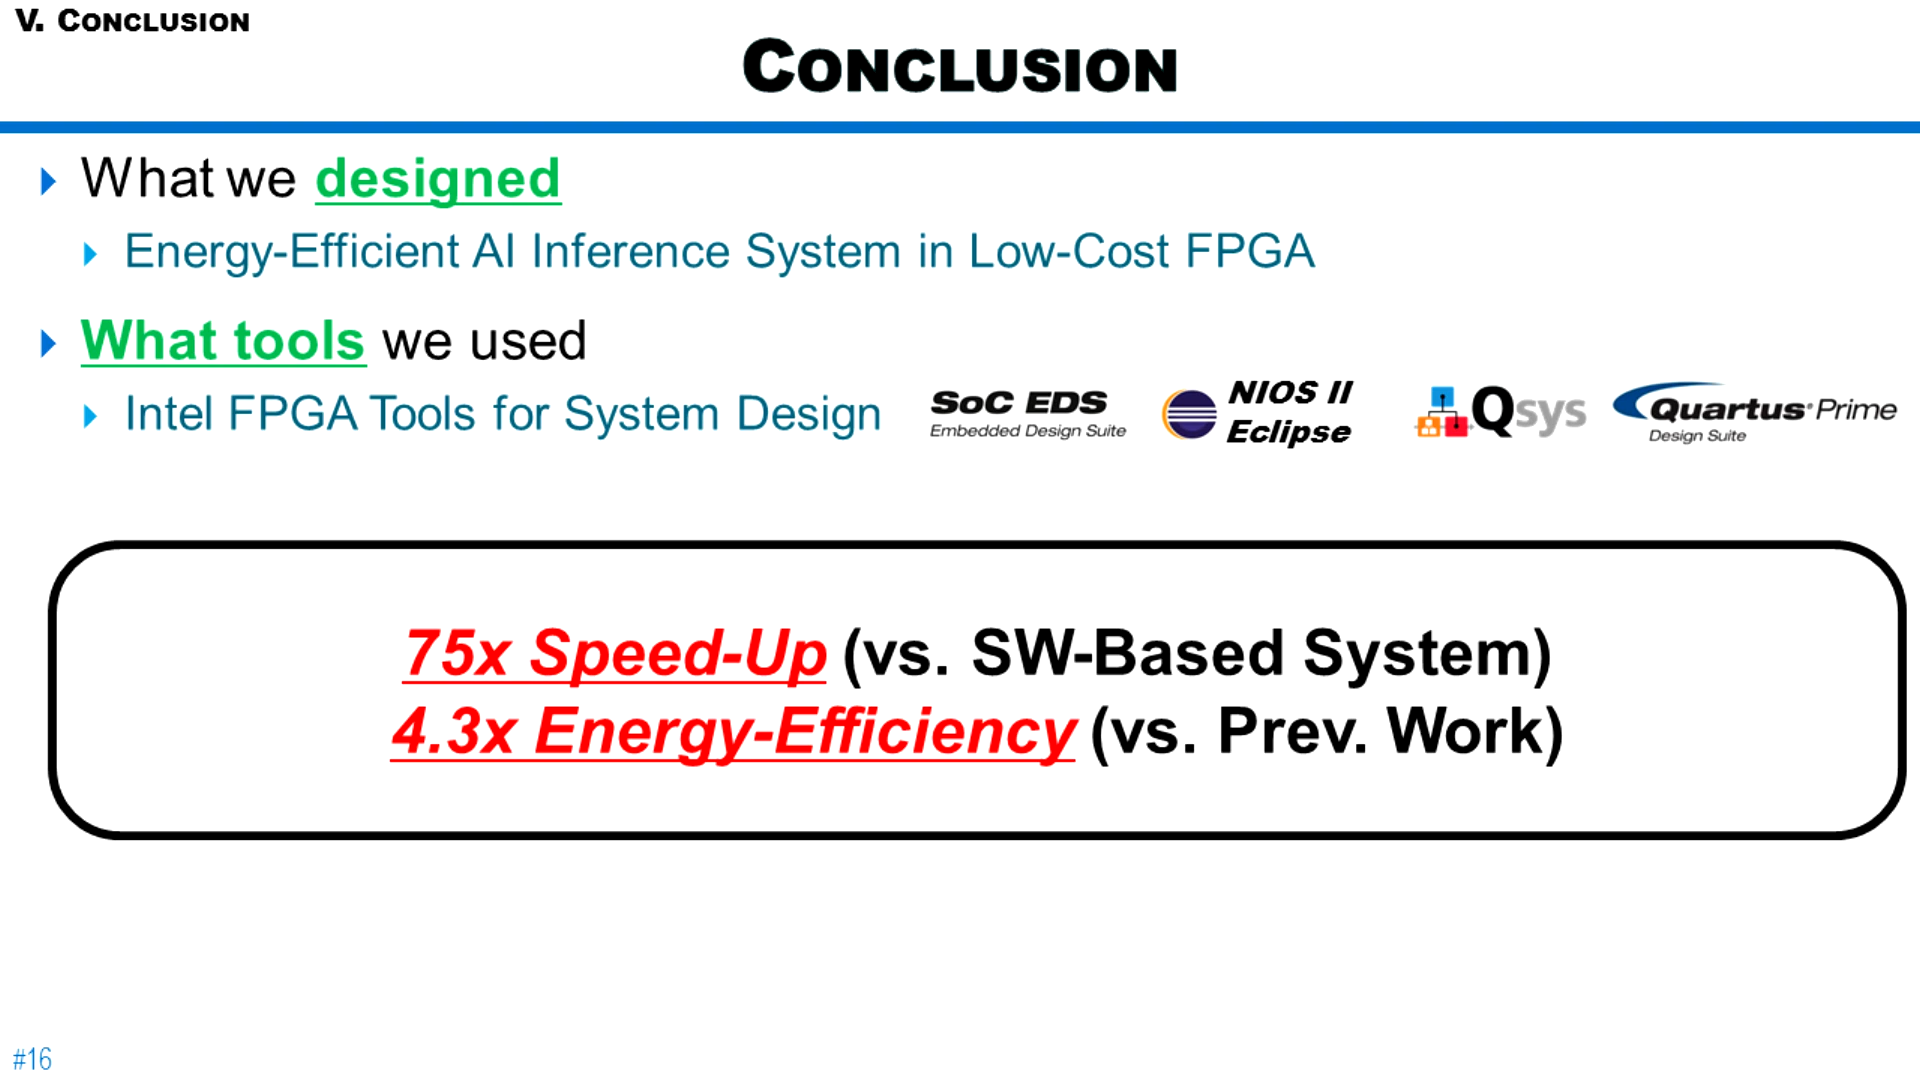 V. CONCLUSION
CONCLUSION
What we designed
Energy-Efficient AI Inference System in Low-Cost FPGA
What tools we used
Intel FPGA Tools for System Design
SoC EDS
Embedded Design Suite
NIOS II
Eclipse
Qsys
Quartus Prime
Design Suite
75x Speed-Up (vs. SW-Based System)
4.3x Energy-Efficiency (vs. Prev. Work)
#16